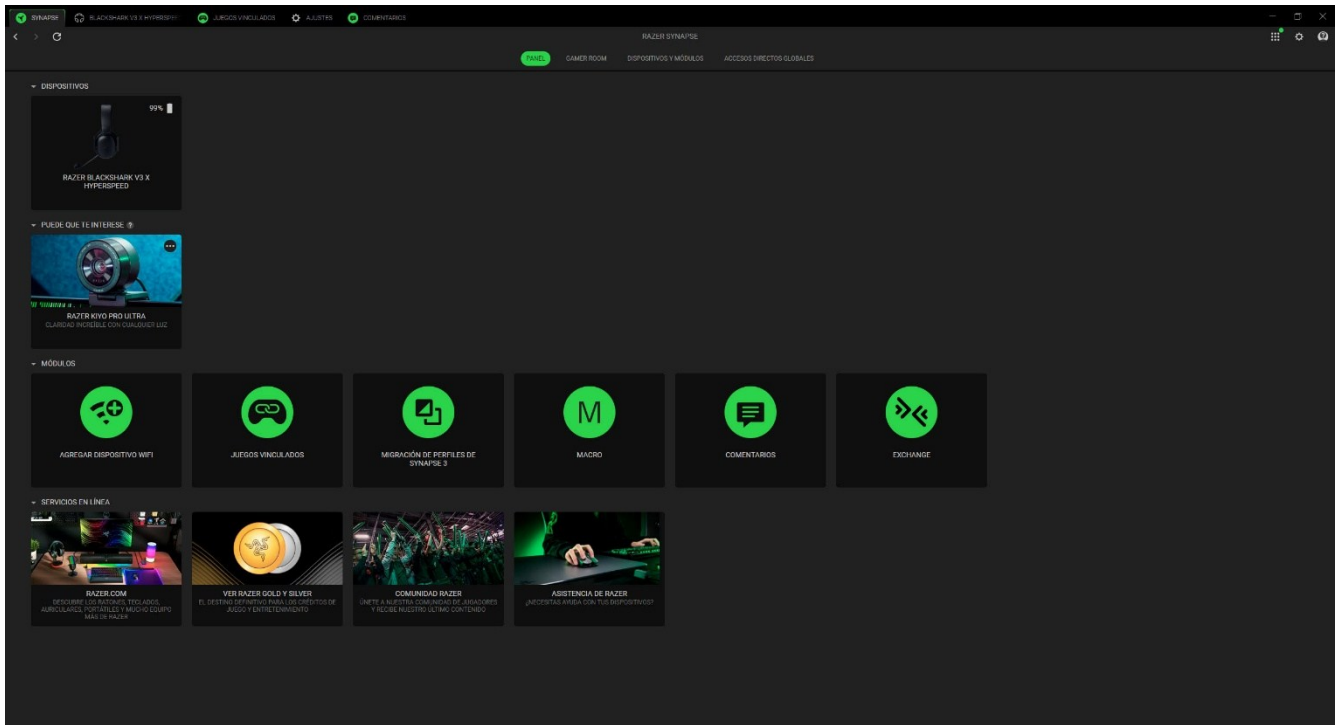 SYNAPSE
BLACKSHARK V3 X HYPERSPE
JUEGOS VINCULADOS
AJUSTES
COMENTARIOS
RAZER SYNAPSE
PANEL
GAMER ROOM
DISPOSITIVOS Y MÓDULOS
ACCESOS DIRECTOS GLOBALES
DISPOSITIVOS
99%
RAZER BLACKSHARK V3 X
HYPERSPEED
PUEDE QUE TE INTERESE
RAZER KIYO PRO ULTRA
CLARIDAD INCREÍBLE CON CUALQUIER LUZ
MÓDULOS
AGREGAR DISPOSITIVO WIFI
JUEGOS VINCULADOS
MIGRACIÓN DE PERFILES DE
SYNAPSE 3
M
MACRO
COMENTARIOS
EXCHANGE
SERVICIOS EN LÍNEA
RAZER.COM
DESCUBRE LOS RATONES, TECLADOS,
AURICULARES, PORTÁTILES Y MUCHO EQUIPO
MÁS DE RAZER
VER RAZER GOLD Y SILVER
EL DESTINO DEFINITIVO PARA LOS CRÉDITOS DE
JUEGO Y ENTRETENIMIENTO
COMUNIDAD RAZER
ÚNETE A NUESTRA COMUNIDAD DE JUGADORES
Y RECIBE NUESTRO ÚLTIMO CONTENIDO
ASISTENCIA DE RAZER
¿NECESITAS AYUDA CON TUS DISPOSITIVOS?